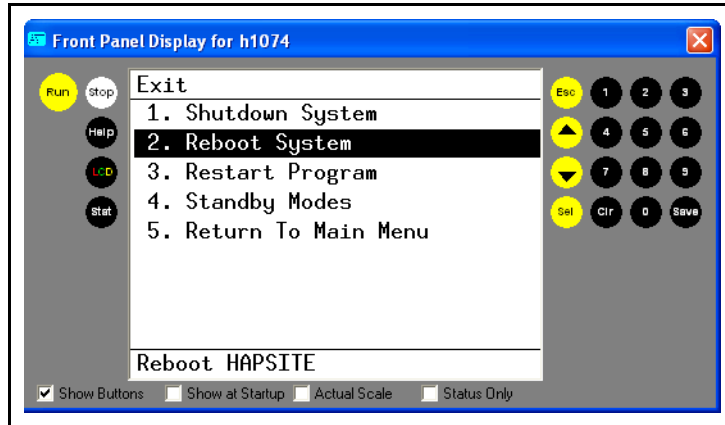 Front Panel Display for h1074
Run
Stop
Help
LCD
Stat
Exit
1. Shutdown System
2. Reboot System
3. Restart Program
4. Standby Modes
5. Return To Main Menu
Reboot HAPSITE
Esc 1 2 3
4 5 6
7 8 9
Sel Clr 0 Save
Show Buttons Show at Startup Actual Scale Status Only